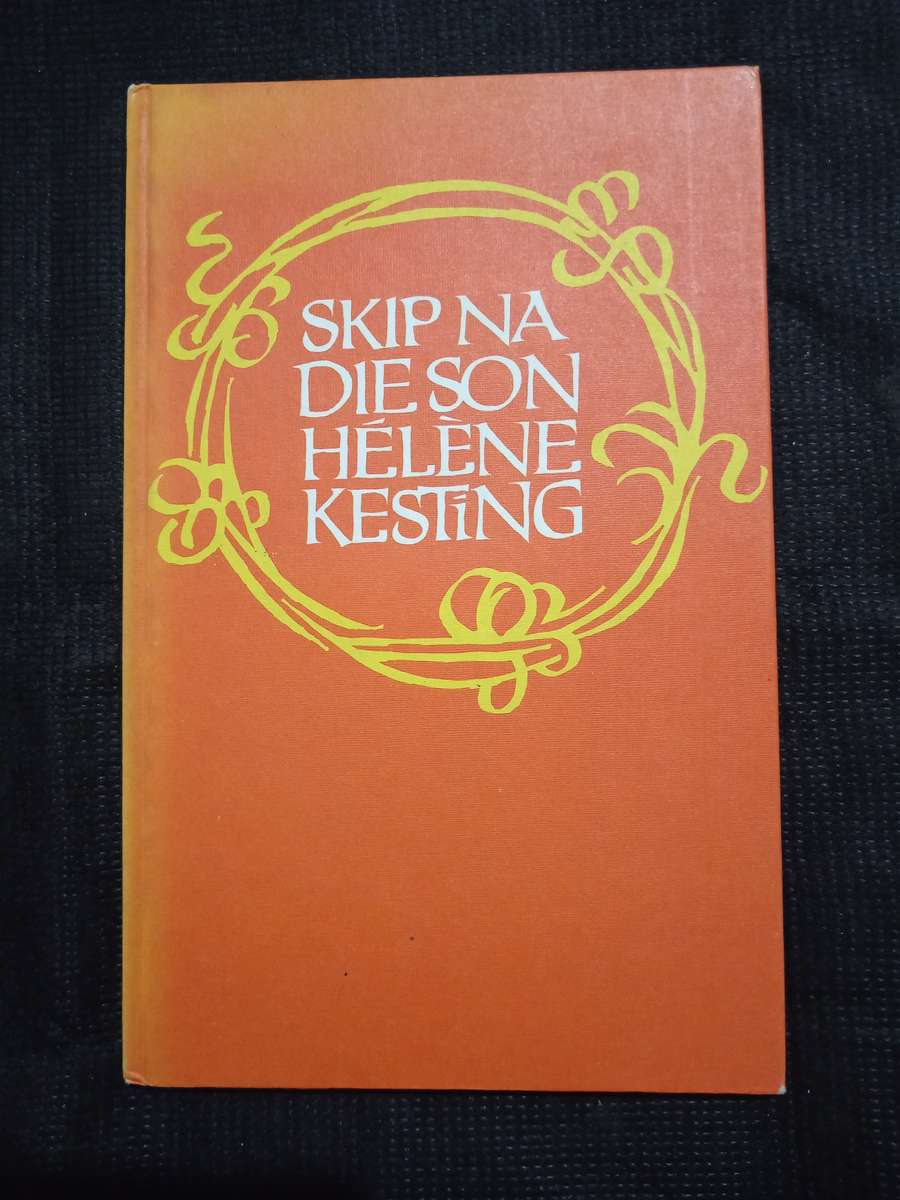 SKIP NA
DIE SON
HÉLÈNE
KESTiNG